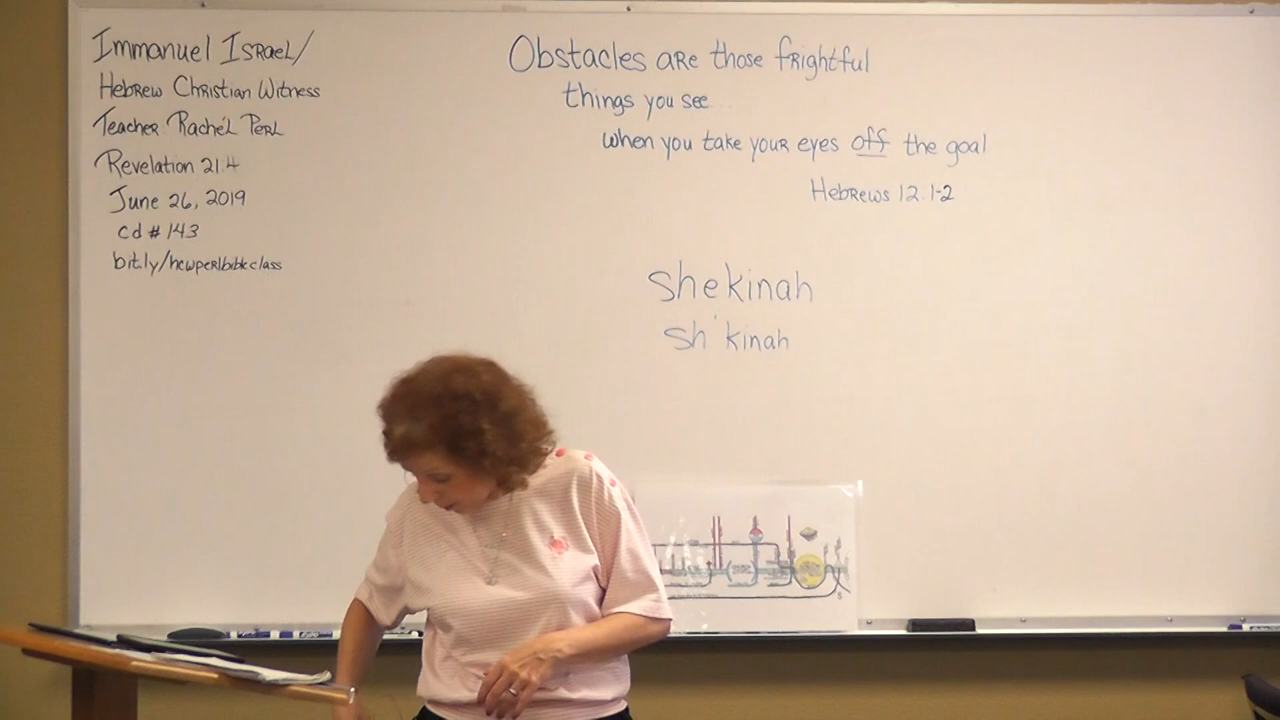 Immanuel Israel/
Hebrew Christian Witness
Teacher Rachel Perl
Revelation 21.4
June 26, 2019
cd # 143
bit.ly/hcwperlbibleclass
Obstacles are those frightful
things you see
when you take your eyes off the goal
Hebrews 12.1-2
shekinah
sh'kinah